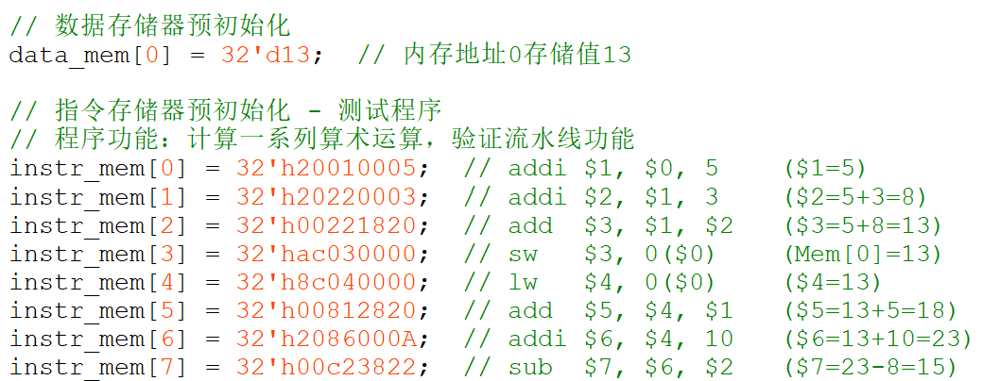 // 数据存储器预初始化
data_mem[0] = 32'd13;  // 内存地址0存储值13
// 指令存储器预初始化 - 测试程序
// 程序功能：计算一系列算术运算，验证流水线功能
instr_mem[0] = 32'h20010005;  // addi $1, $0, 5    ($1=5)
instr_mem[1] = 32'h20220003;  // addi $2, $1, 3    ($2=5+3=8)
instr_mem[2] = 32'h00221820;  // add  $3, $1, $2   ($3=5+8=13)
instr_mem[3] = 32'hac030000;  // sw   $3, 0($0)    (Mem[0]=13)
instr_mem[4] = 32'h8c040000;  // lw   $4, 0($0)    ($4=13)
instr_mem[5] = 32'h00812820;  // add  $5, $4, $1   ($5=13+5=18)
instr_mem[6] = 32'h2086000A;  // addi $6, $4, 10   ($6=13+10=23)
instr_mem[7] = 32'h00c23822;  // sub  $7, $6, $2   ($7=23-8=15)